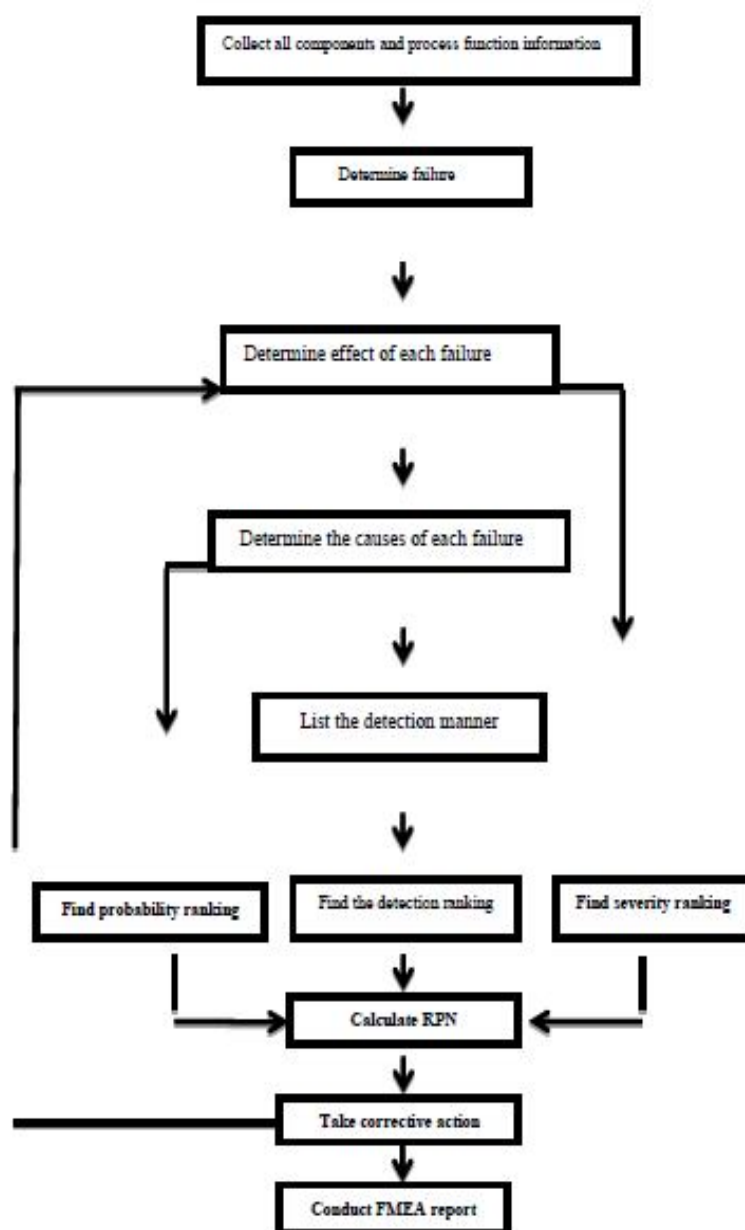 Collect all components and process function information
Determine failure
Determine effect of each failure
Determine the causes of each failure
List the detection manner
Find probability ranking
Find the detection ranking
Find severity ranking
Calculate RPN
Take corrective action
Conduct FMEA report